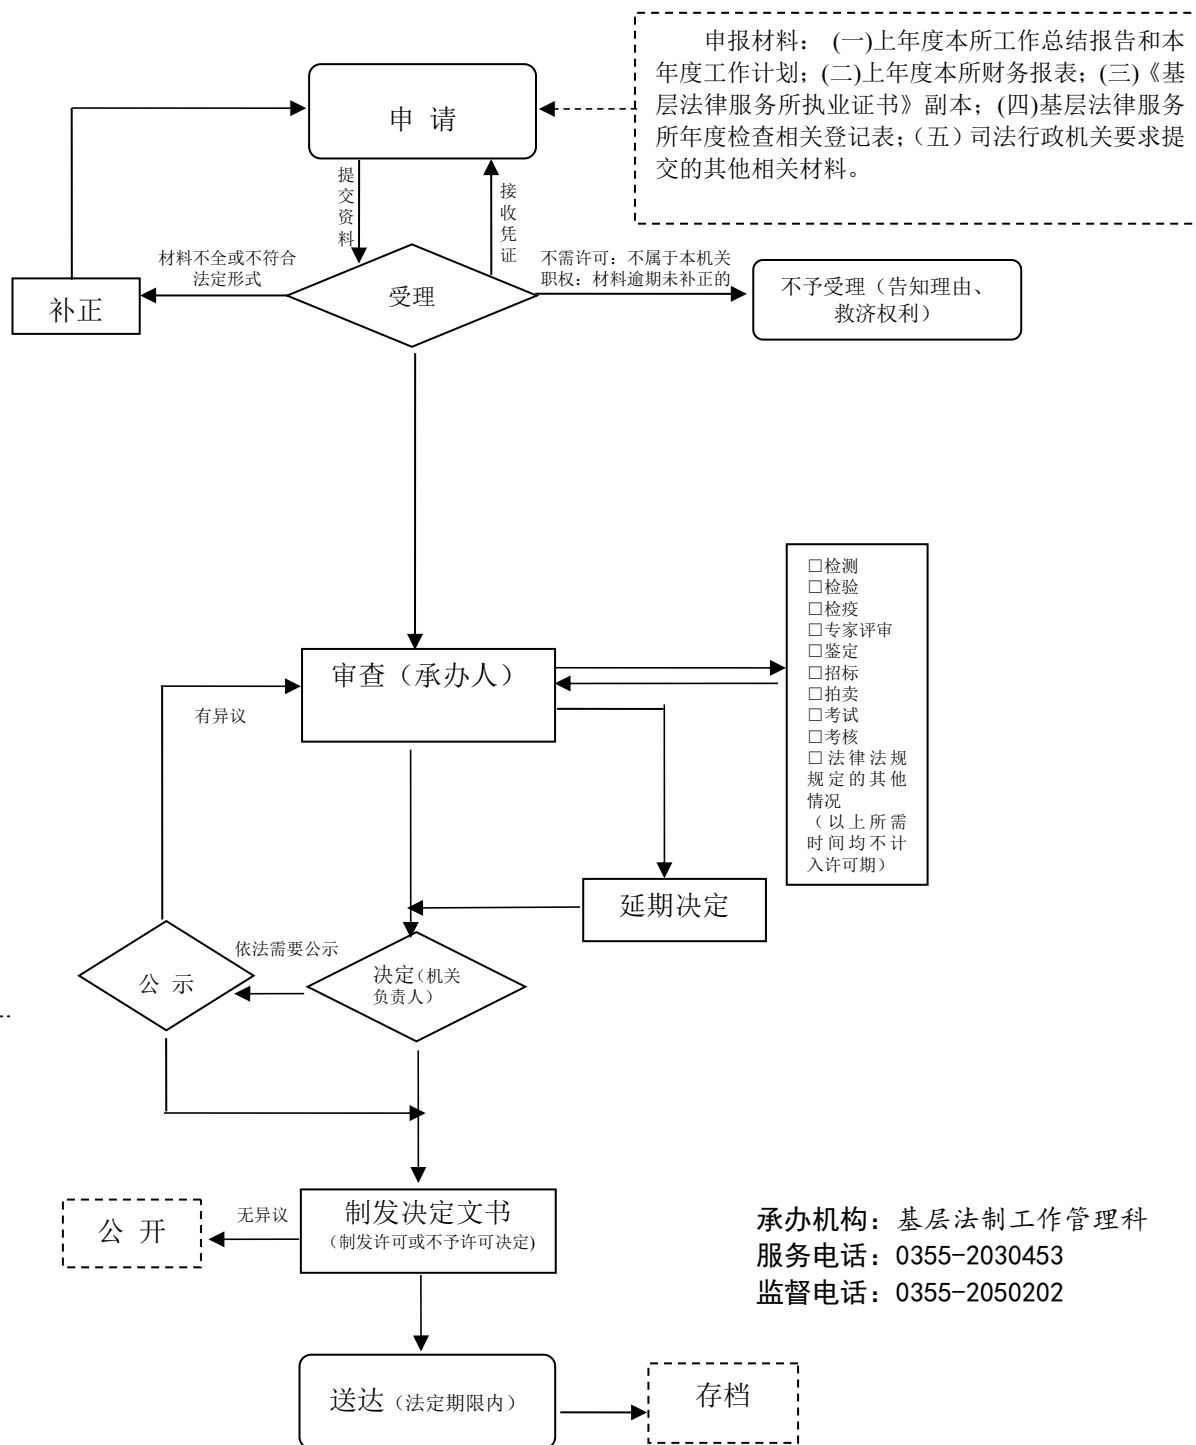 申报材料： (一)上年度本所工作总结报告和本
年度工作计划；(二)上年度本所财务报表；(三)《基
层法律服务所执业证书》副本；(四)基层法律服务
所年度检查相关登记表；（五）司法行政机关要求提
交的其他相关材料。
申 请
提交资料
接收凭证
材料不全或不符合
法定形式
不需许可：不属于本机关
职权：材料逾期未补正的
补正
受理
不予受理（告知理由、
救济权利）
□检测
□检验
□检疫
□专家评审
□鉴定
□招标
□拍卖
□考试
□考核
□法律法规
规定的其他
情况
（以上所需
时间均不计
入许可期）
审查（承办人）
有异议
延期决定
依法需要公示
公 示
决定（机关
负责人）
..
制发决定文书
（制发许可或不予许可决定)
无异议
公 开
承办机构：基层法制工作管理科
服务电话：0355-2030453
监督电话：0355-2050202
送达（法定期限内）
存档